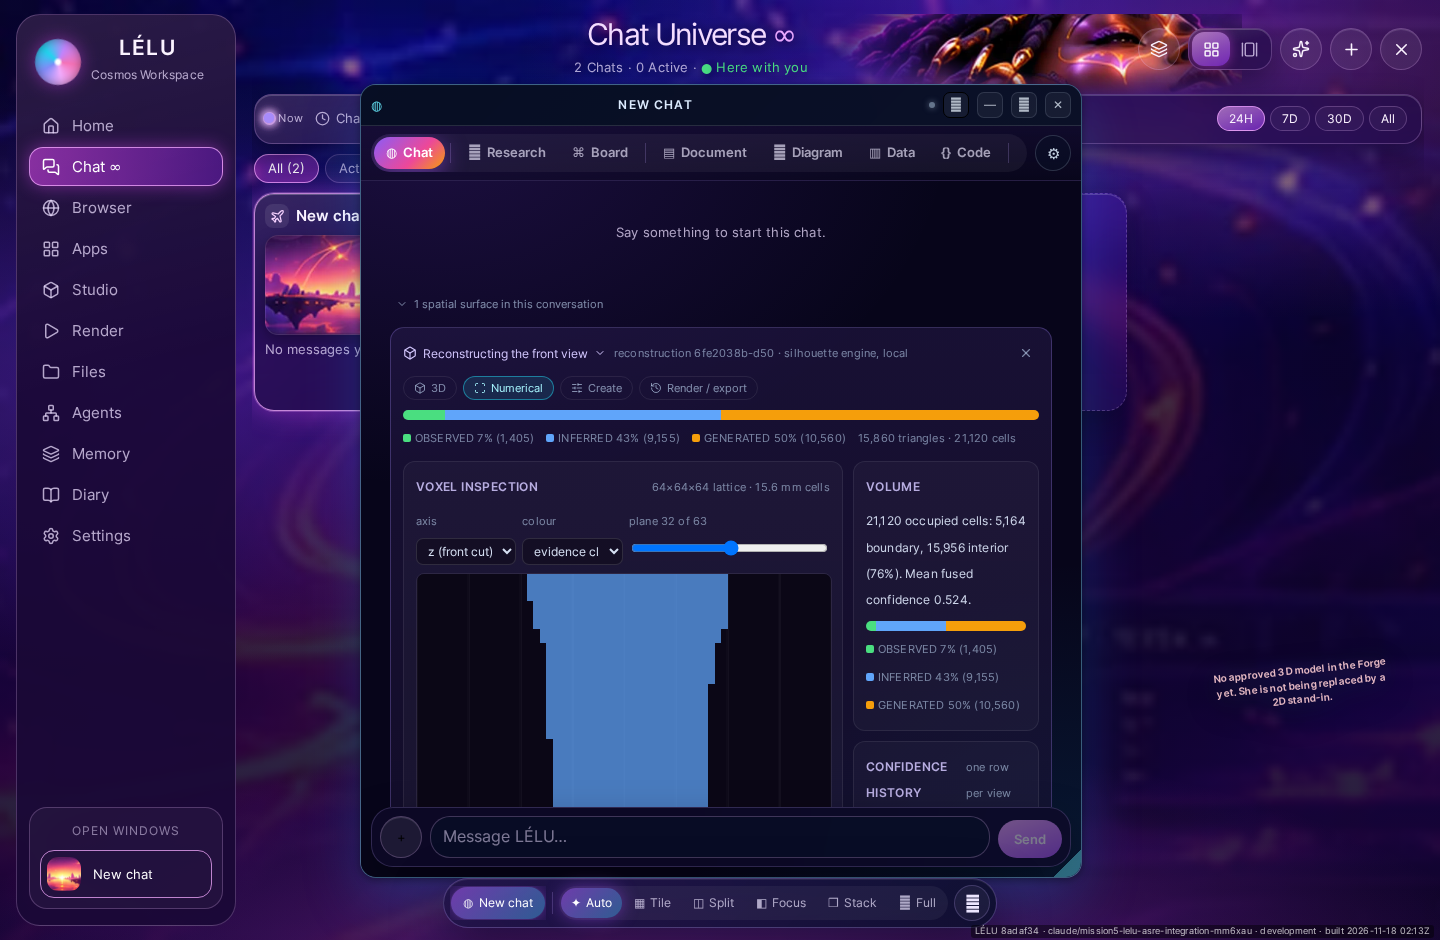 LÉLU
Cosmos Workspace
Home
Chat ∞
Browser
Apps
Studio
Render
Files
Agents
Memory
Diary
Settings
OPEN WINDOWS
New chat
Chat Universe ∞
2 Chats · 0 Active · Here with you
Now
Cha
24H 7D 30D All
All (2)
Act
New cha
No messages y
NEW CHAT
Chat Research Board Document Diagram Data {} Code
Say something to start this chat.
1 spatial surface in this conversation
Reconstructing the front view reconstruction 6fe2038b-d50 · silhouette engine, local
3D Numerical Create Render / export
OBSERVED 7% (1,405) INFERRED 43% (9,155) GENERATED 50% (10,560) 15,860 triangles · 21,120 cells
VOXEL INSPECTION 64×64×64 lattice · 15.6 mm cells
axis colour plane 32 of 63
z (front cut) evidence cl
VOLUME
21,120 occupied cells: 5,164
boundary, 15,956 interior
(76%). Mean fused
confidence 0.524.
OBSERVED 7% (1,405)
INFERRED 43% (9,155)
GENERATED 50% (10,560)
CONFIDENCE one row
HISTORY per view
Message LÉLU...
Send
New chat Auto Tile Split Focus Stack Full
No approved 3D model in the Forge
yet. She is not being replaced by a
2D stand-in.
LÉLU 8adaf34 · claude/mission5-lelu-asre-integration-mm6xau · development · built 2026-11-18 02:13Z